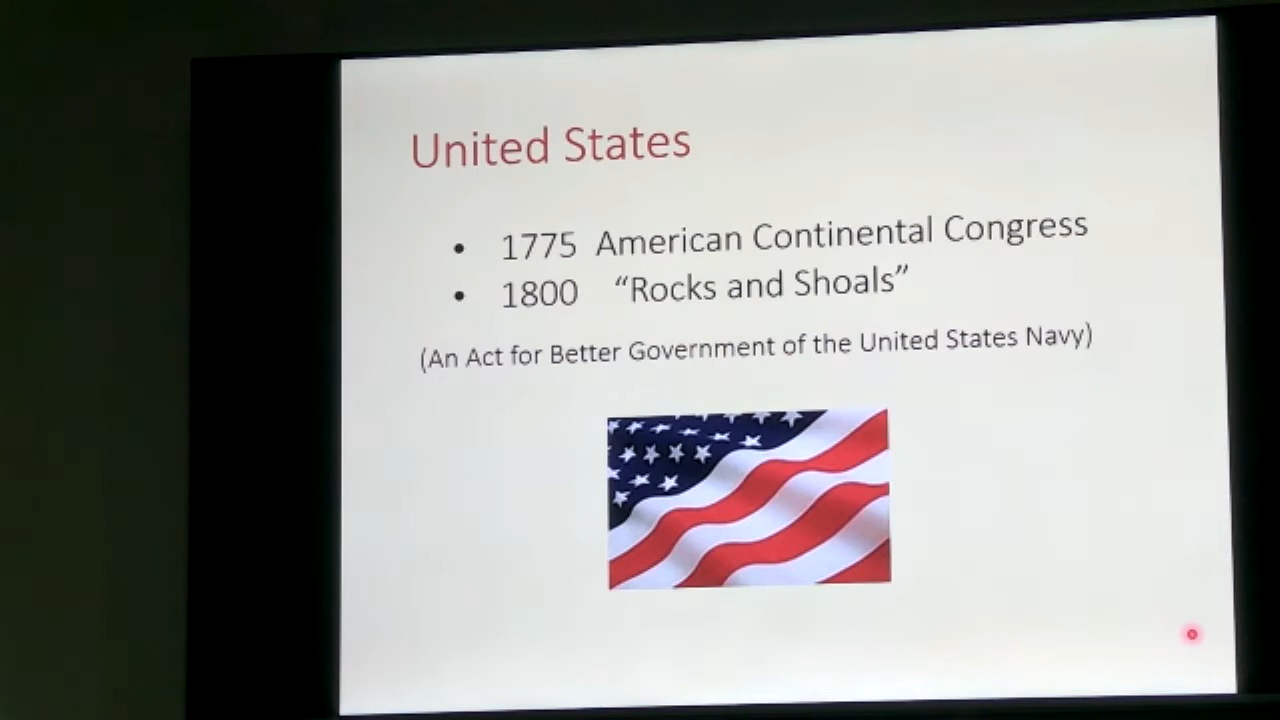 United States
• 1775 American Continental Congress
• 1800 “Rocks and Shoals”
(An Act for Better Government of the United States Navy)